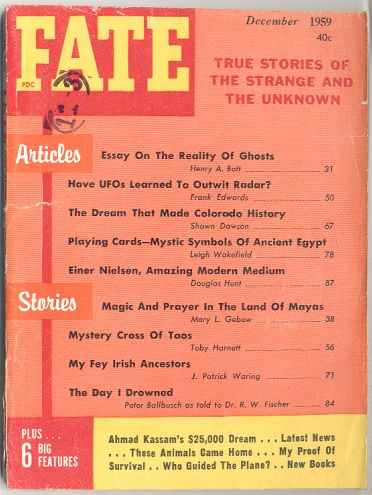 FATE
FDC
December 1959
40c
TRUE STORIES OF
THE STRANGE AND
THE UNKNOWN
Articles
Essay On The Reality Of Ghosts
Henry A. Bott 31
Have UFOs Learned To Outwit Radar?
Frank Edwards 50
The Dream That Made Colorado History
Shawn Dawson 67
Playing Cards—Mystic Symbols Of Ancient Egypt
Leigh Wakefield 78
Einer Nielsen, Amazing Modern Medium
Douglas Hunt 87
Stories
Magic And Prayer In The Land Of Mayas
Mary L. Gebow 38
Mystery Cross Of Taos
Toby Harnett 56
My Fey Irish Ancestors
J. Patrick Waring 71
The Day I Drowned
Peter Ballbusch as told to Dr. R. W. Fischer 84
PLUS . . .
6 BIG
FEATURES
Ahmad Kassam's $25,000 Dream . . . Latest News
. . . These Animals Came Home . . . My Proof Of
Survival . . Who Guided The Plane? . . New Books